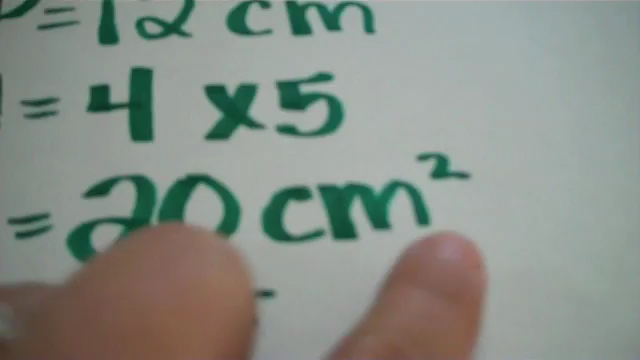 = 12 cm
= 4 x 5
= 20 cm²